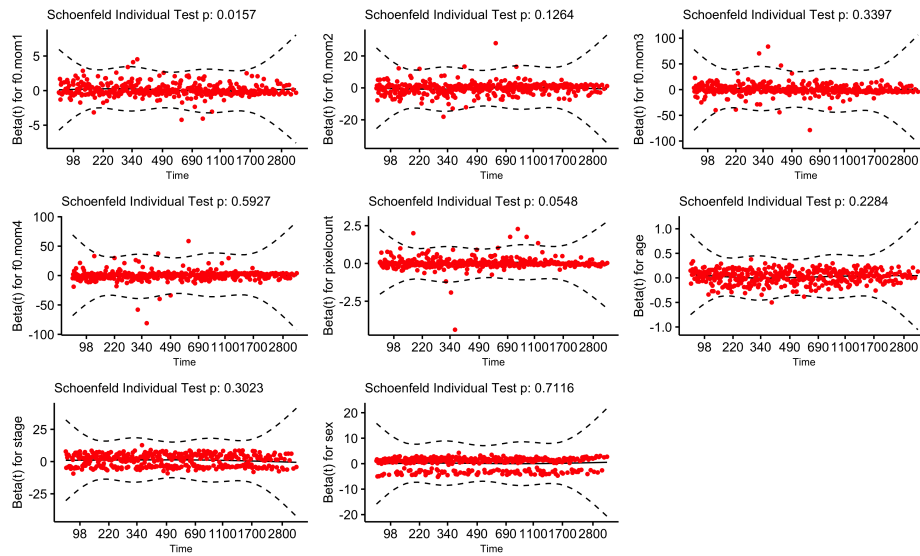 Schoenfeld Individual Test p: 0.0157
Beta(t) for f0.mom1
5
0
-5
98 220 340 490 690 1100 1700 2800
Time
Schoenfeld Individual Test p: 0.1264
Beta(t) for f0.mom2
20
0
-20
98 220 340 490 690 1100 1700 2800
Time
Schoenfeld Individual Test p: 0.3397
Beta(t) for f0.mom3
100
50
0
-50
-100
98 220 340 490 690 1100 1700 2800
Time
Schoenfeld Individual Test p: 0.5927
Beta(t) for f0.mom4
100
50
0
-50
-100
98 220 340 490 690 1100 1700 2800
Time
Schoenfeld Individual Test p: 0.0548
Beta(t) for pixelcount
2.5
0.0
-2.5
98 220 340 490 690 1100 1700 2800
Time
Schoenfeld Individual Test p: 0.2284
Beta(t) for age
1.0
0.5
0.0
-0.5
-1.0
98 220 340 490 690 1100 1700 2800
Time
Schoenfeld Individual Test p: 0.3023
Beta(t) for stage
25
0
-25
98 220 340 490 690 1100 1700 2800
Time
Schoenfeld Individual Test p: 0.7116
Beta(t) for sex
20
10
0
-10
-20
98 220 340 490 690 1100 1700 2800
Time